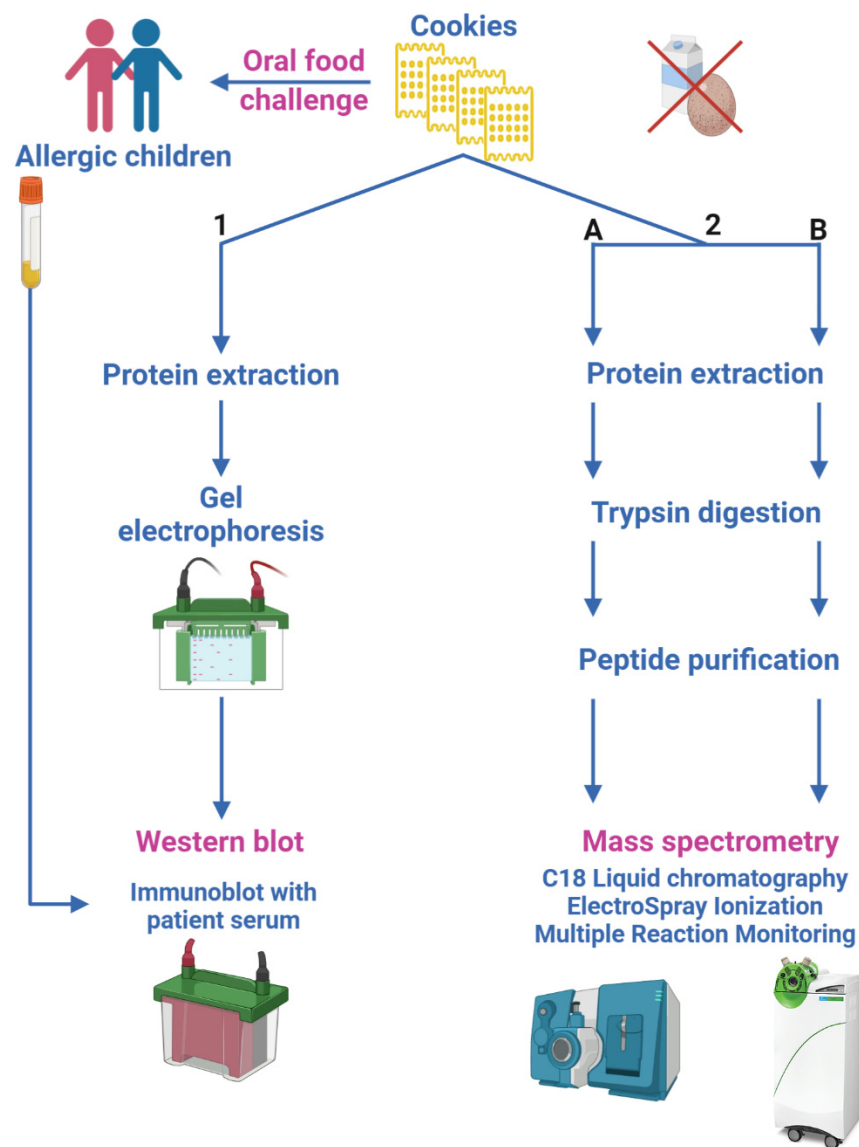 Cookies
Oral food
challenge
Allergic children
1
A
2
B
Protein extraction
Protein extraction
Gel
electrophoresis
Trypsin digestion
Peptide purification
Western blot
Mass spectrometry
Immunoblot with
patient serum
C18 Liquid chromatography
ElectroSpray Ionization
Multiple Reaction Monitoring